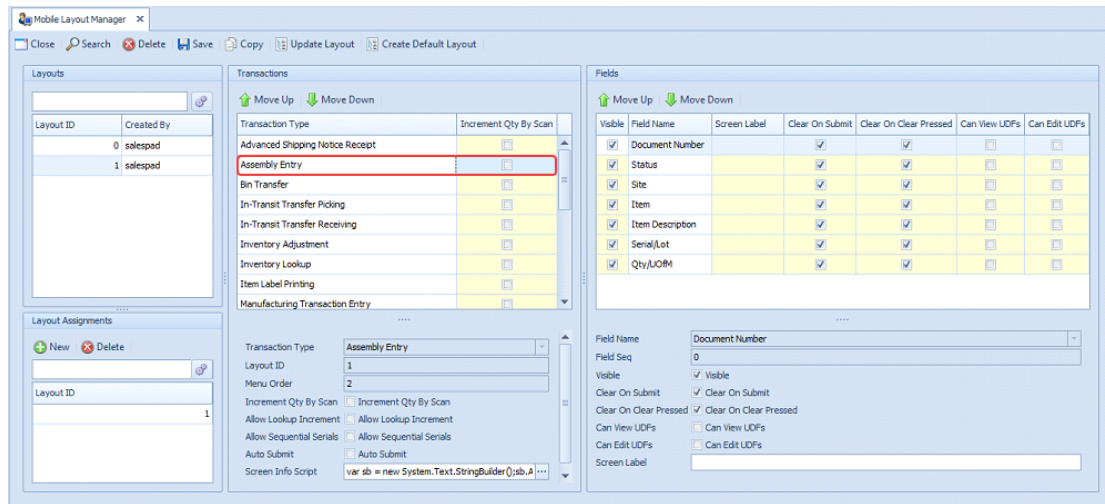 Mobile Layout Manager
Close Search Delete Save Copy Update Layout Create Default Layout
Layouts
Layout ID Created By
0 salespad
1 salespad
Layout Assignments
New Delete
Layout ID
1
Transactions
Move Up Move Down
Transaction Type Increment Qty By Scan
Advanced Shipping Notice Receipt
Assembly Entry
Bin Transfer
In-Transit Transfer Picking
In-Transit Transfer Receiving
Inventory Adjustment
Inventory Lookup
Item Label Printing
Manufacturing Transaction Entry
Transaction Type Assembly Entry
Layout ID 1
Menu Order 2
Increment Qty By Scan Increment Qty By Scan
Allow Lookup Increment Allow Lookup Increment
Allow Sequential Serials Allow Sequential Serials
Auto Submit Auto Submit
Screen Info Script var sb = new System.Text.StringBuilder();sb.A ...
Fields
Move Up Move Down
Visible Field Name Screen Label Clear On Submit Clear On Clear Pressed Can View UDFs Can Edit UDFs
Document Number
Status
Site
Item
Item Description
Serial/Lot
Qty/UOfM
Field Name Document Number
Field Seq 0
Visible Visible
Clear On Submit Clear On Submit
Clear On Clear Pressed Clear On Clear Pressed
Can View UDFs Can View UDFs
Can Edit UDFs Can Edit UDFs
Screen Label